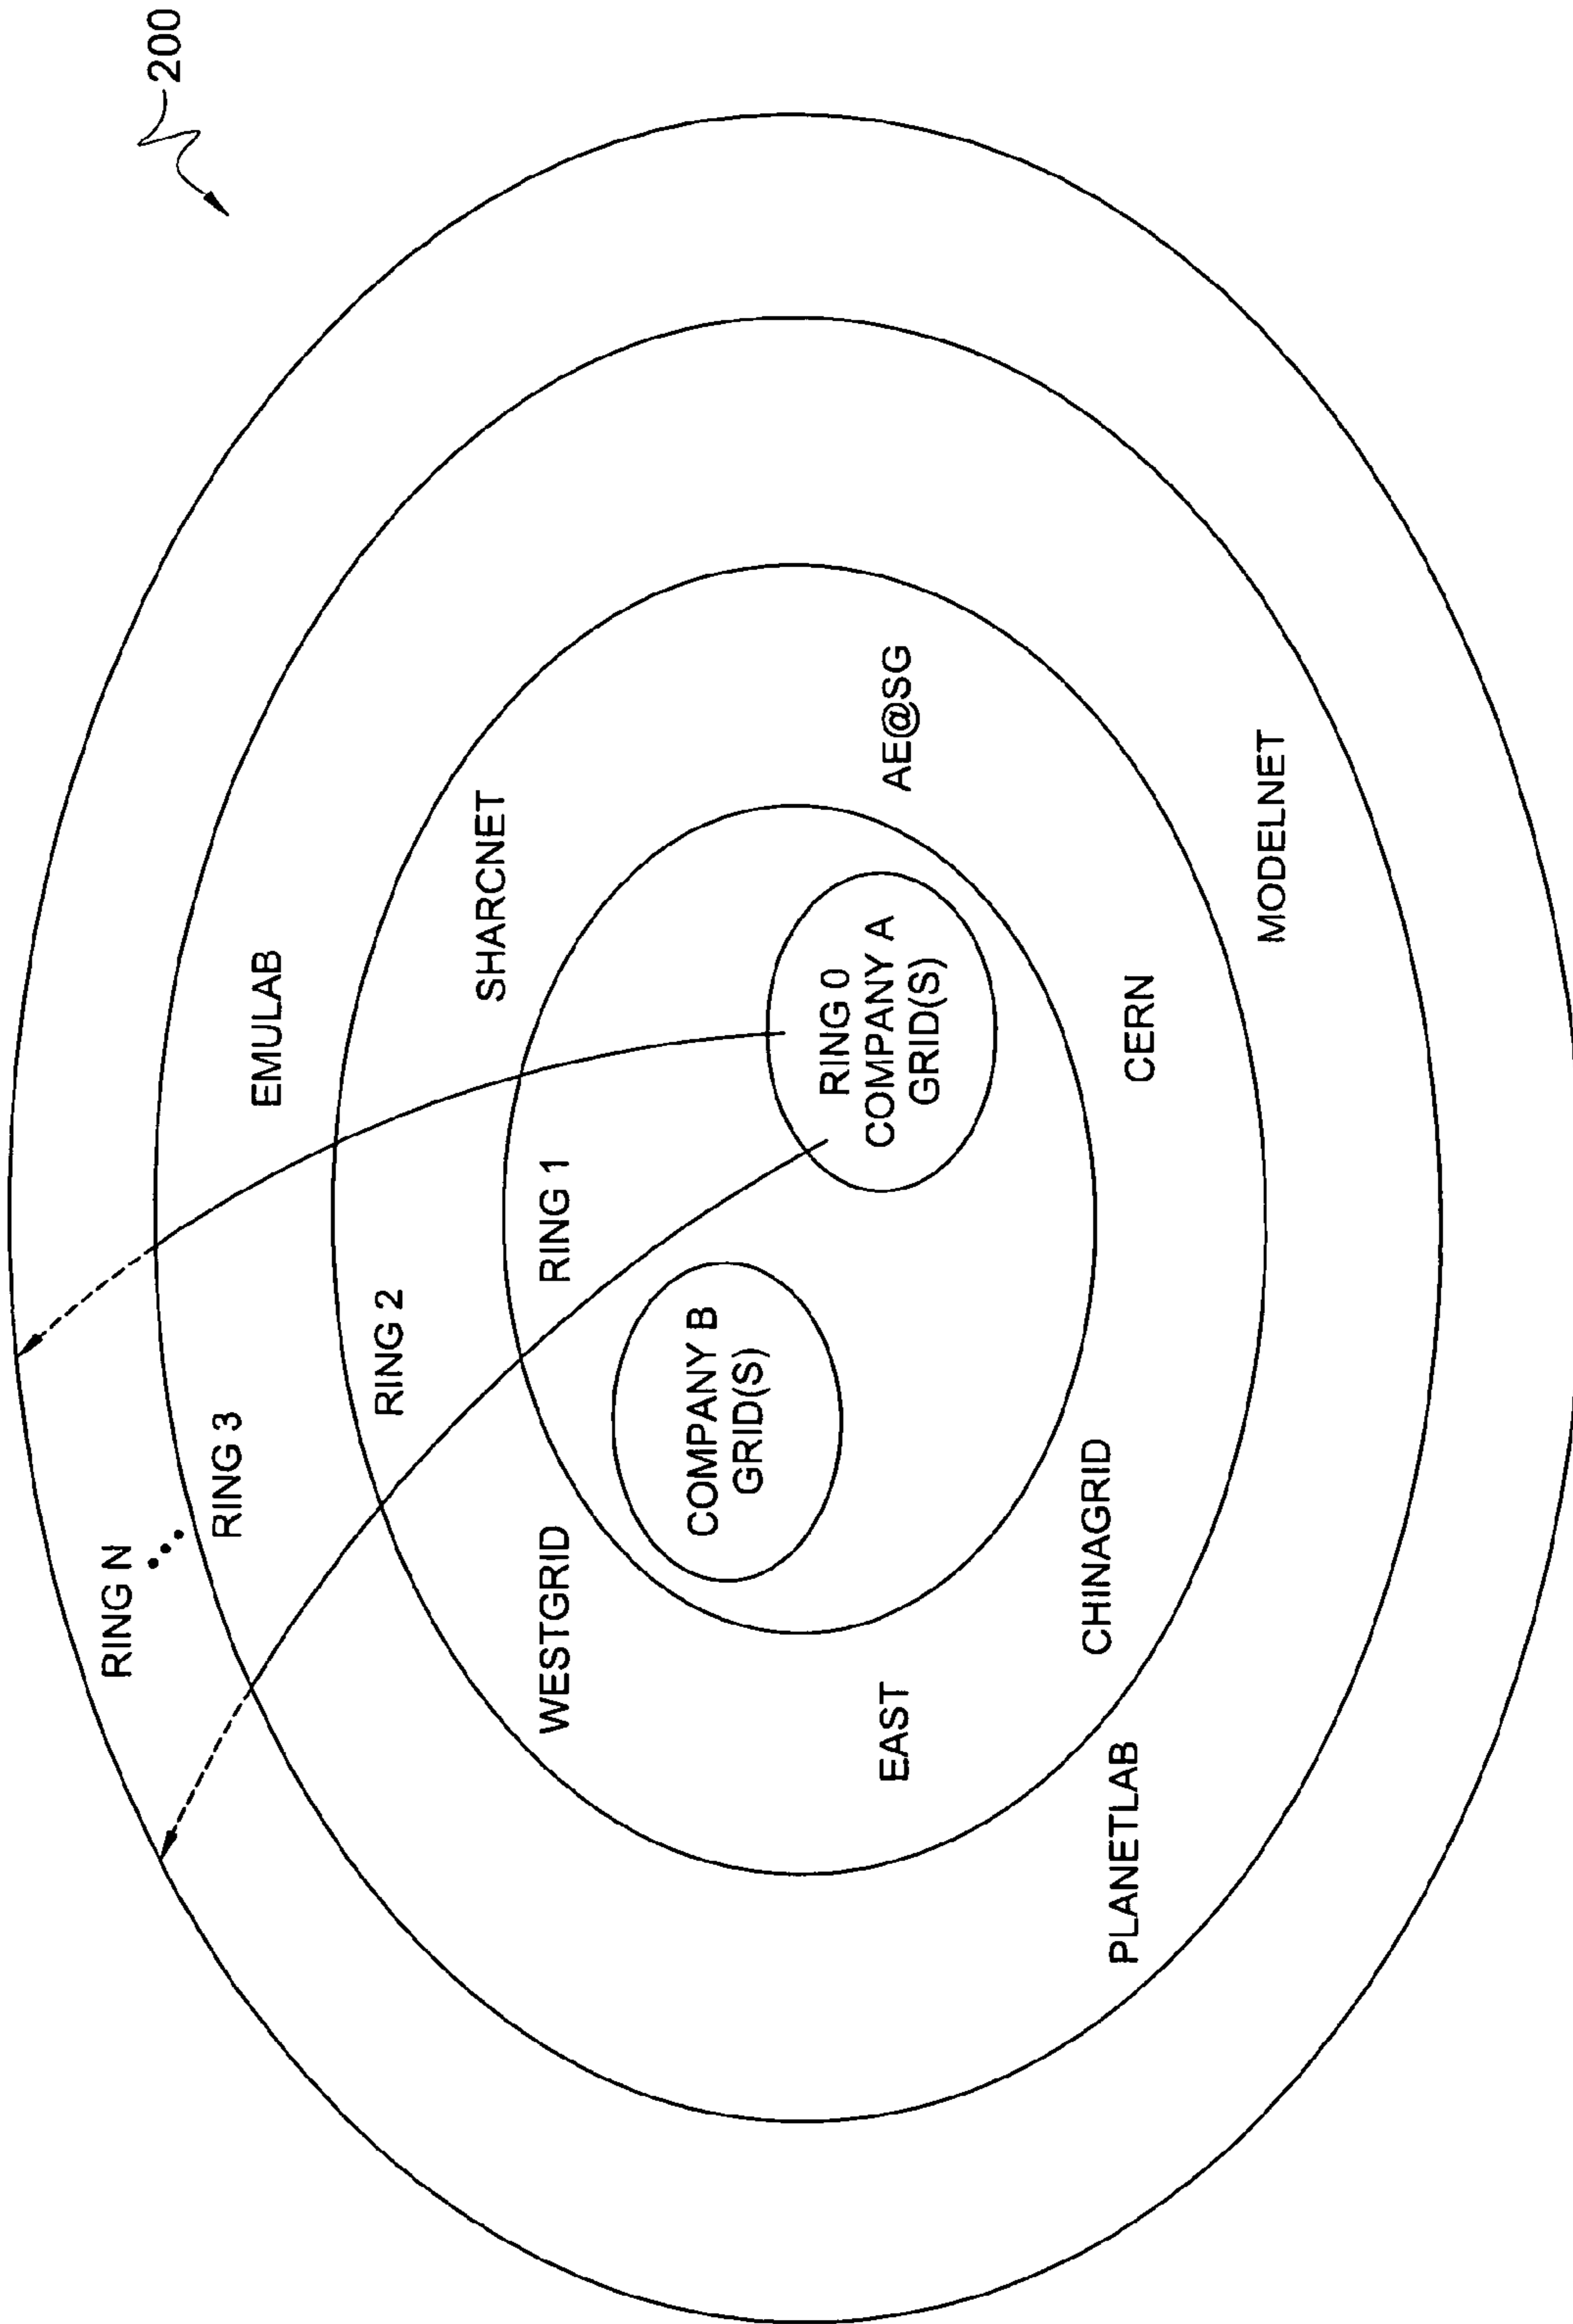 200
RING N
RING 3
EMULAB
RING 2
SHARCNET
WESTGRID
RING 1
COMPANY B
GRID(S)
RING 0
COMPANY A
GRID(S)
AE@SG
EAST
CHINAGRID
CERN
PLANETLAB
MODELNET